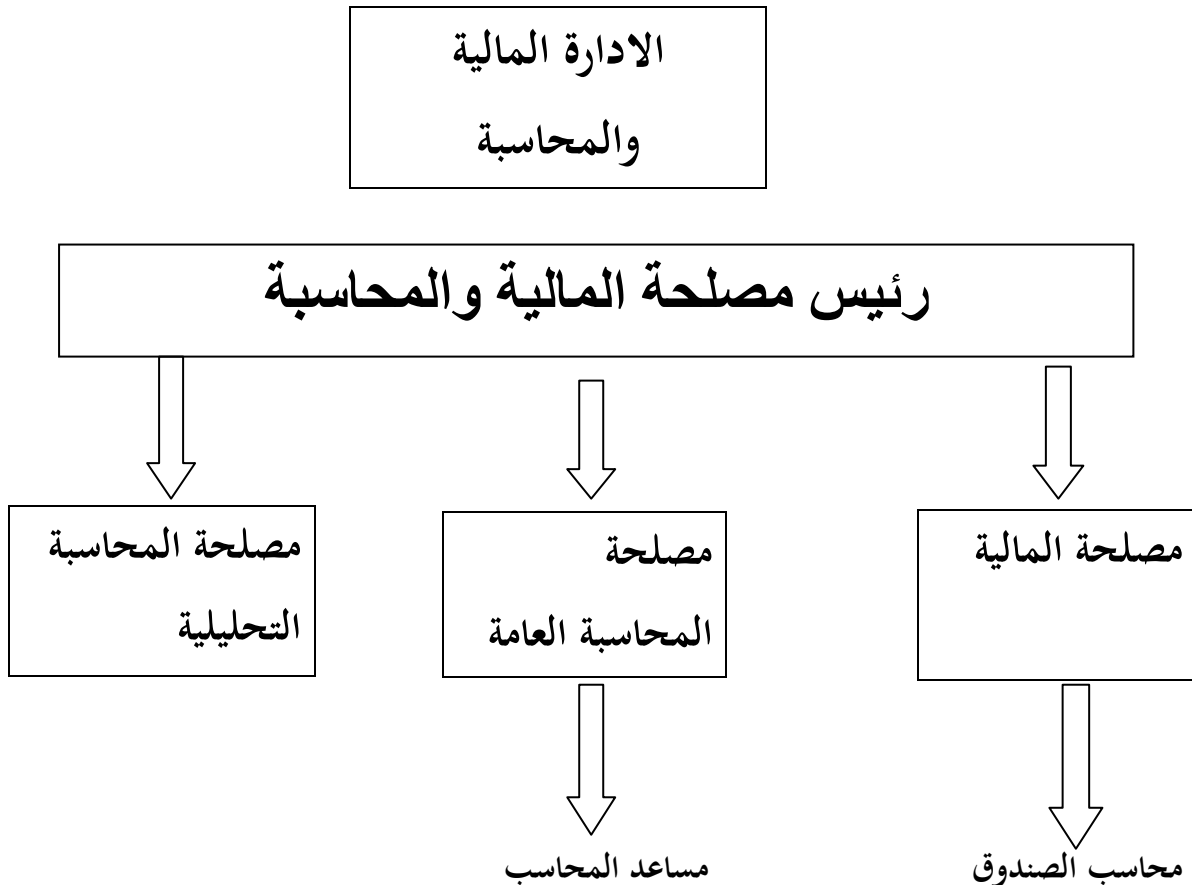 الادارة المالية
والمحاسبة
رئيس مصلحة المالية والمحاسبة
مصلحة المالية
مصلحة
المحاسبة العامة
مصلحة المحاسبة
التحليلية
محاسب الصندوق
مساعد المحاسب